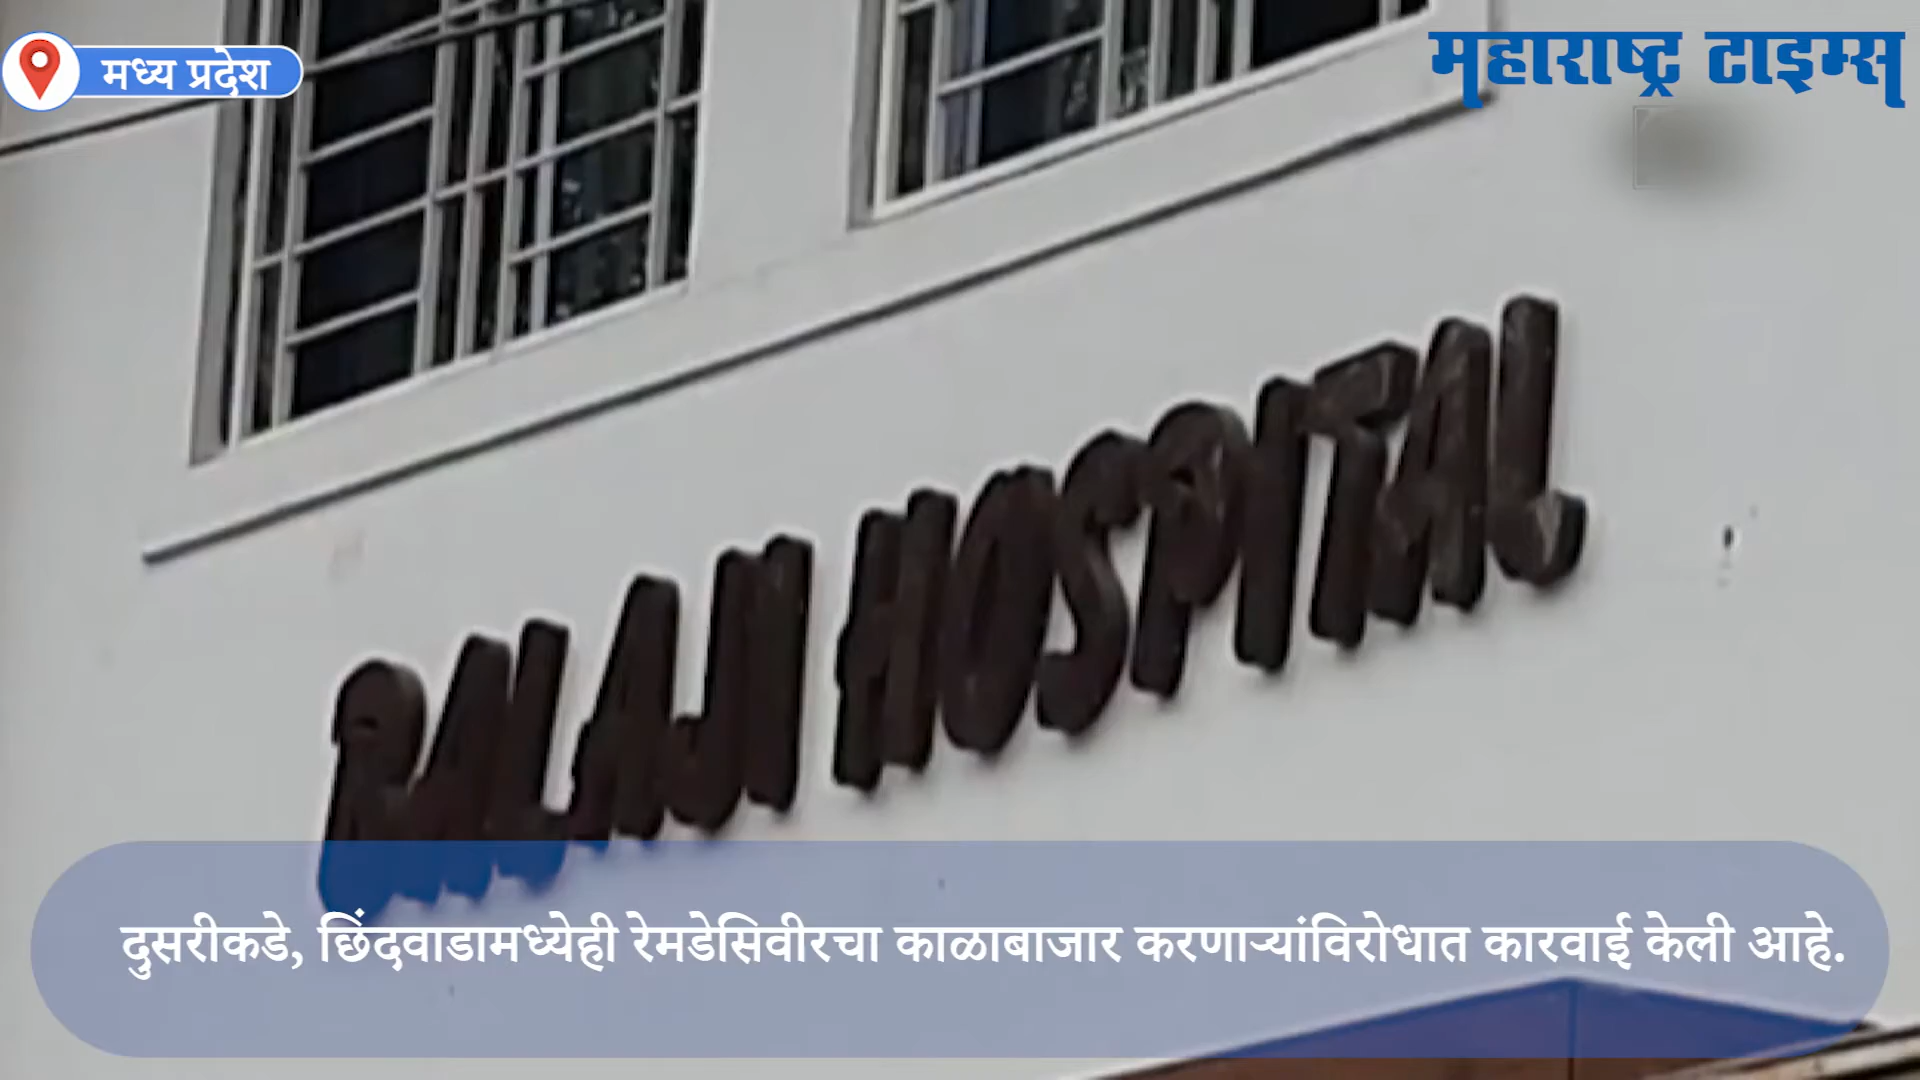 मध्य प्रदेश
महाराष्ट्र टाइम्स
BALAJI HOSPITAL
दुसरीकडे, छिंदवाडामध्येही रेमडेसिवीरचा काळाबाजार करणाऱ्यांविरोधात कारवाई केली आहे.